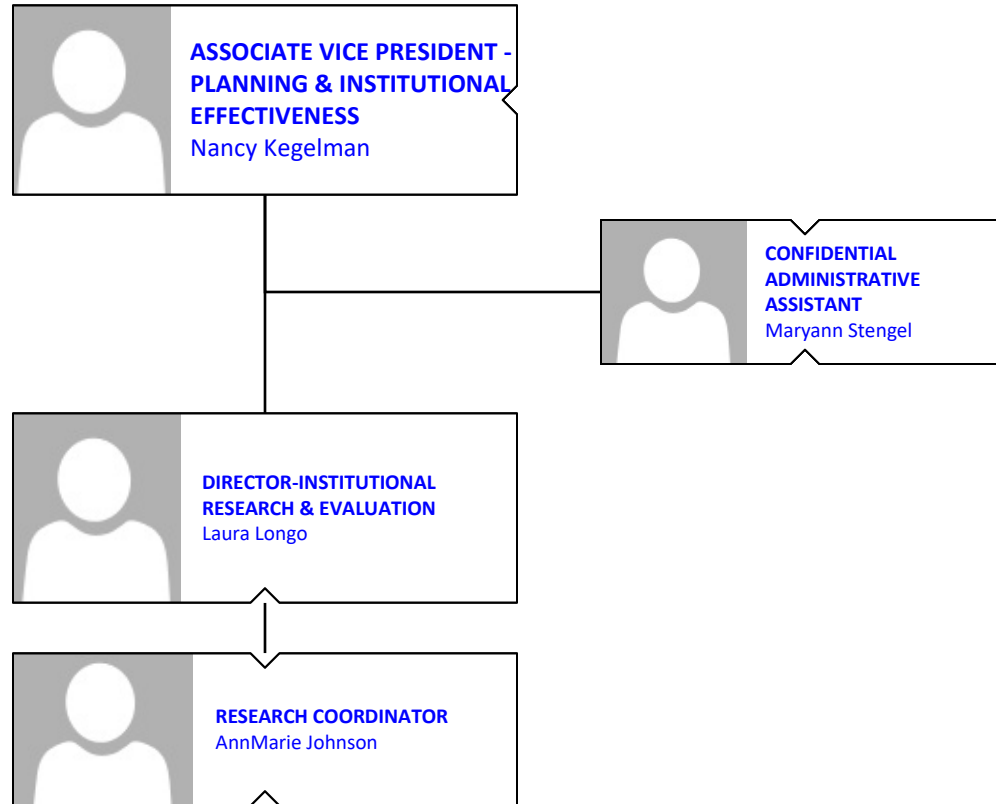 ASSOCIATE VICE PRESIDENT -
PLANNING & INSTITUTIONAL
EFFECTIVENESS
Nancy Kegelman
CONFIDENTIAL
ADMINISTRATIVE
ASSISTANT
Maryann Stengel
DIRECTOR-INSTITUTIONAL
RESEARCH & EVALUATION
Laura Longo
RESEARCH COORDINATOR
AnnMarie Johnson